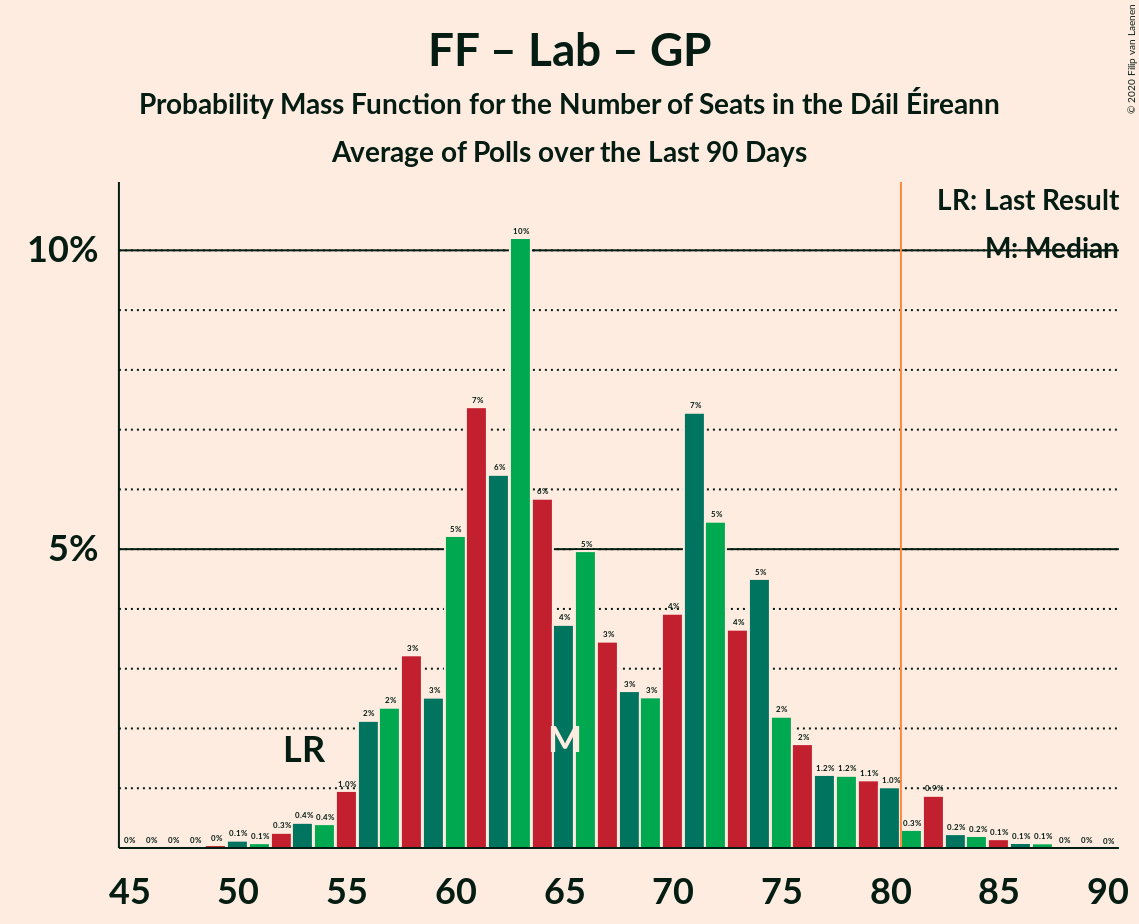 FF – Lab – GP
Probability Mass Function for the Number of Seats in the Dáil Éireann
Average of Polls over the Last 90 Days
© 2020 Filip van Laenen
LR: Last Result
M: Median
10%
5%
0% 0% 0% 0% 0% 0.1% 0.1% 0.3% 0.4% 0.4% 1.0% 2% 2% 3% 3% 5% 7% 6% 10% 6% 4% 5% 3% 3% 3% 4% 7% 5% 4% 5% 2% 2% 1.2% 1.2% 1.1% 1.0% 0.3% 0.9% 0.2% 0.2% 0.1% 0.1% 0.1% 0% 0% 0%
LR
M
45 50 55 60 65 70 75 80 85 90